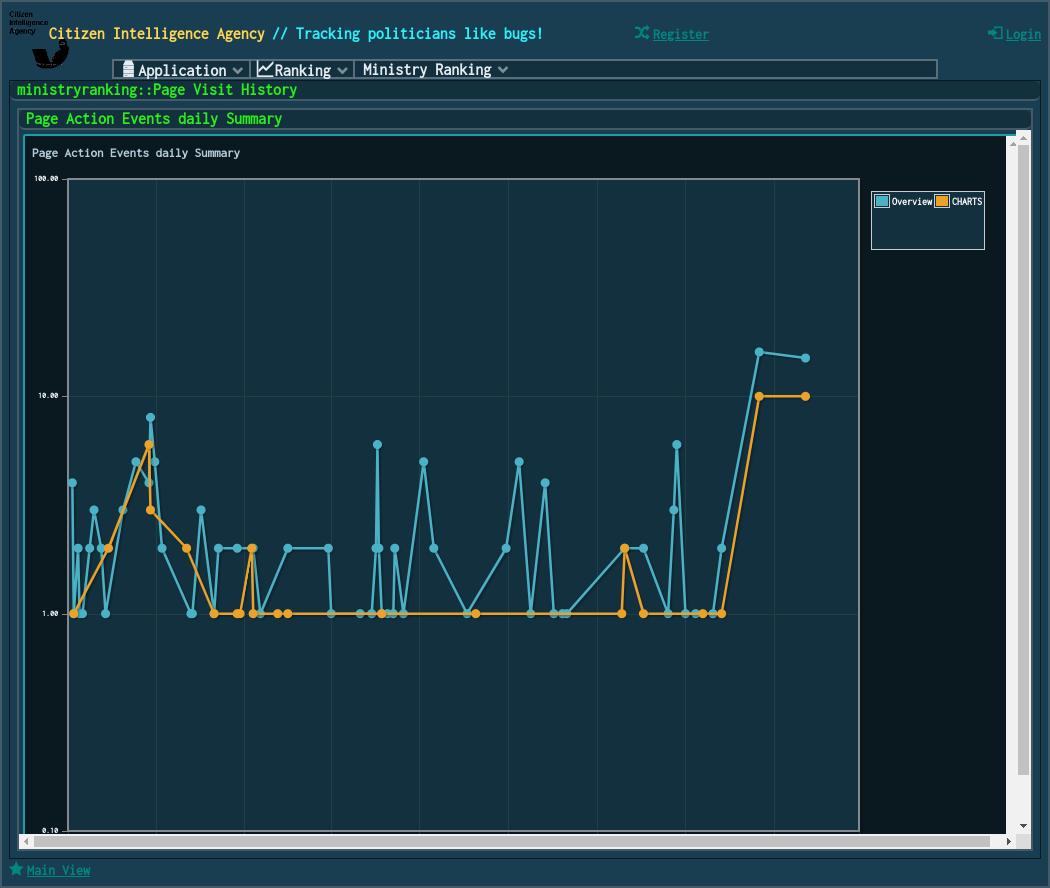 Citizen
Intelligence
Agency
Citizen Intelligence Agency // Tracking politicians like bugs!
Register
Login
Application
Ranking
Ministry Ranking
ministryranking::Page Visit History
Page Action Events daily Summary
Page Action Events daily Summary
100.00
Overview
CHARTS
10.00
1.00
0.10
Main View